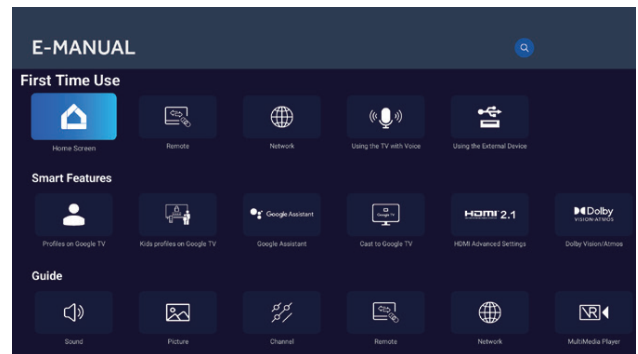 E-MANUAL
First Time Use
Home Screen
Remote
Network
Using the TV with Voice
Using the External Device
Smart Features
Google Assistant
Google TV
HDMI 2.1
Dolby
VISION·ATMOS
Profiles on Google TV
Kids profiles on Google TV
Google Assistant
Cast to Google TV
HDMI Advanced Settings
Dolby Vision/Atmos
Guide
VR
Sound
Picture
Channel
Remote
Network
MultiMedia Player